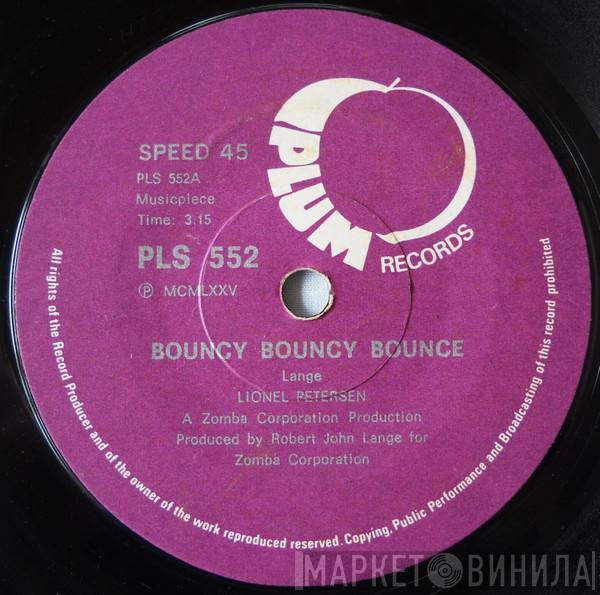 PLUM
RECORDS
SPEED 45
PLS 552A
Musicpiece
Time: 3.15
PLS 552
Ⓟ MCMLXXV
BOUNCY BOUNCY BOUNCE
Lange
LIONEL PETERSEN
A Zomba Corporation Production
Produced by Robert John Lange for
Zomba Corporation
All rights of the Record Producer and of the owner of the work reproduced reserved. Copying, Public Performance and Broadcasting of this record prohibited
МАРКЕТ ВИНИЛА